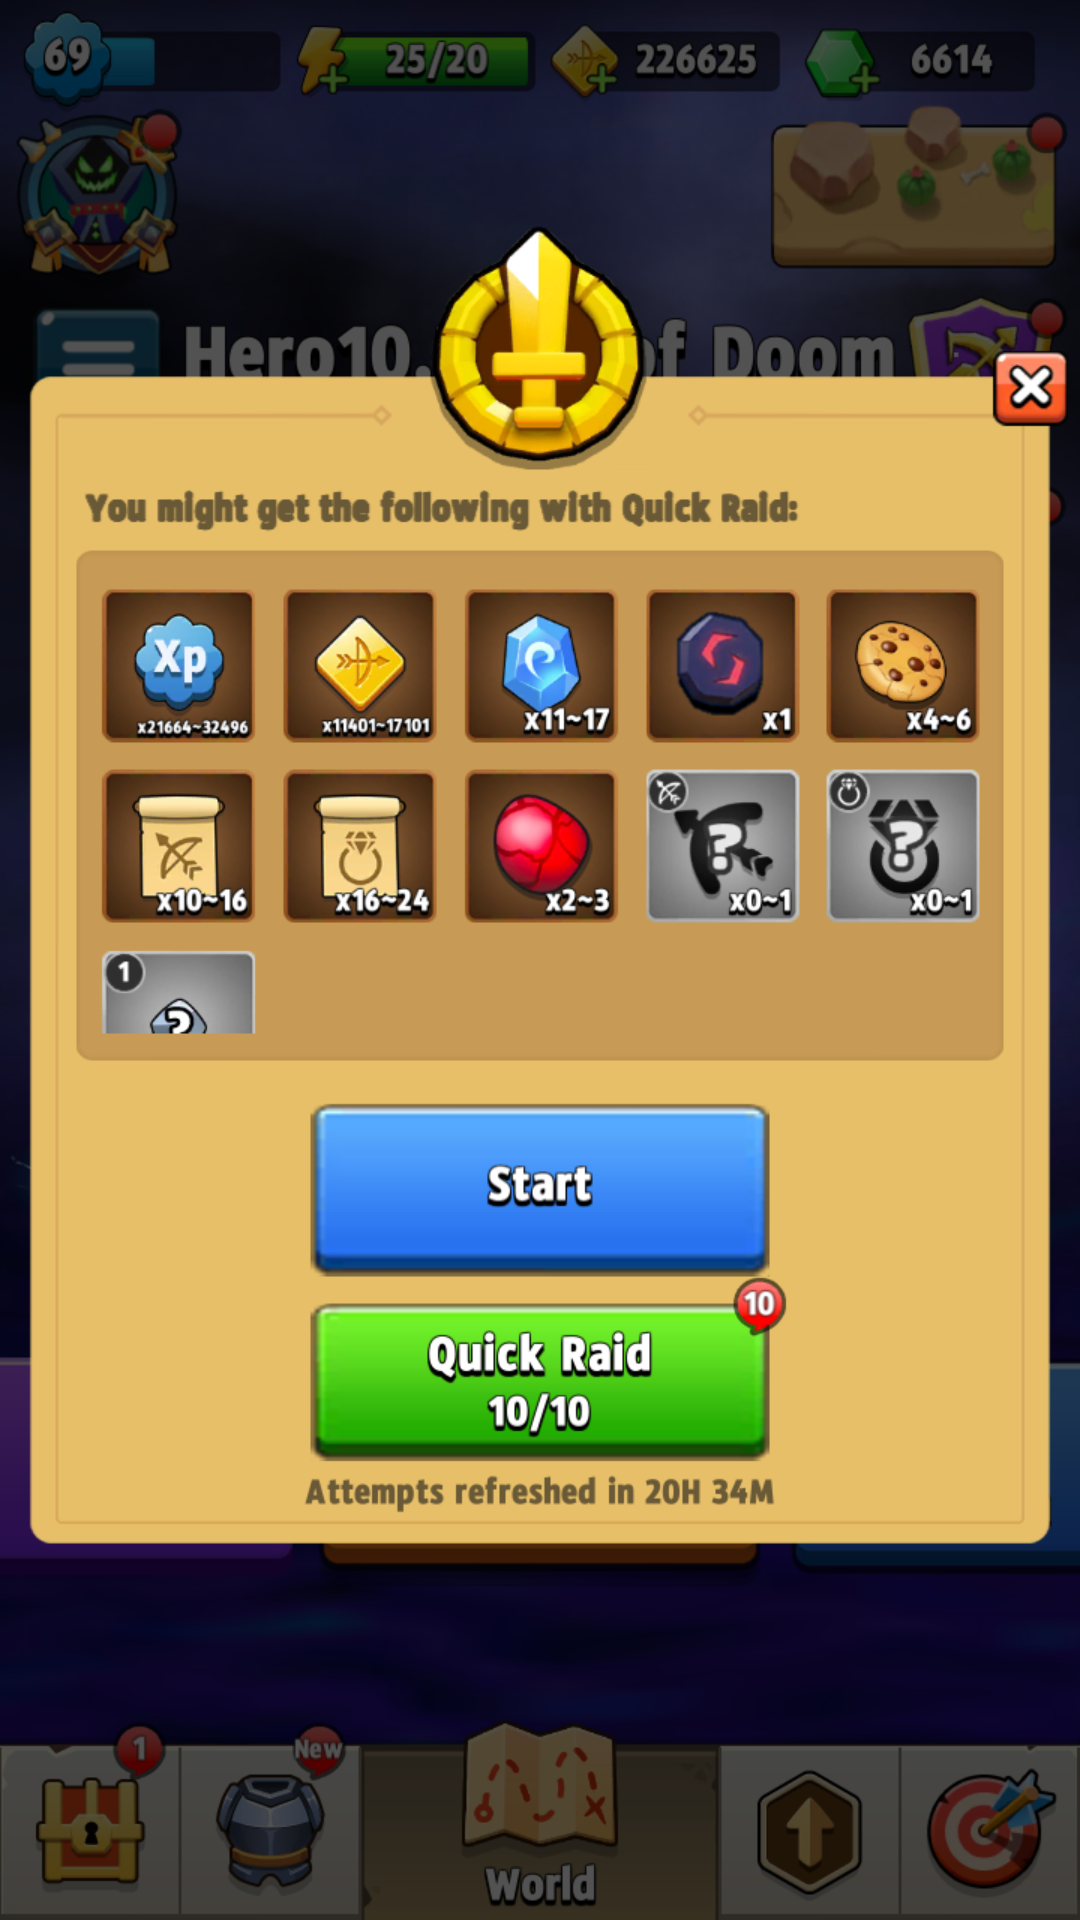 69
25/20
226625
6614
Hero10. of Doom
You might get the following with Quick Raid:
Xp
x21664~32496
x11401~17101
x11~17
x1
x4~6
x10~16
x16~24
x2~3
?
x0~1
?
x0~1
1
?
Start
10
Quick Raid
10/10
Attempts refreshed in 20H 34M
1
New
World